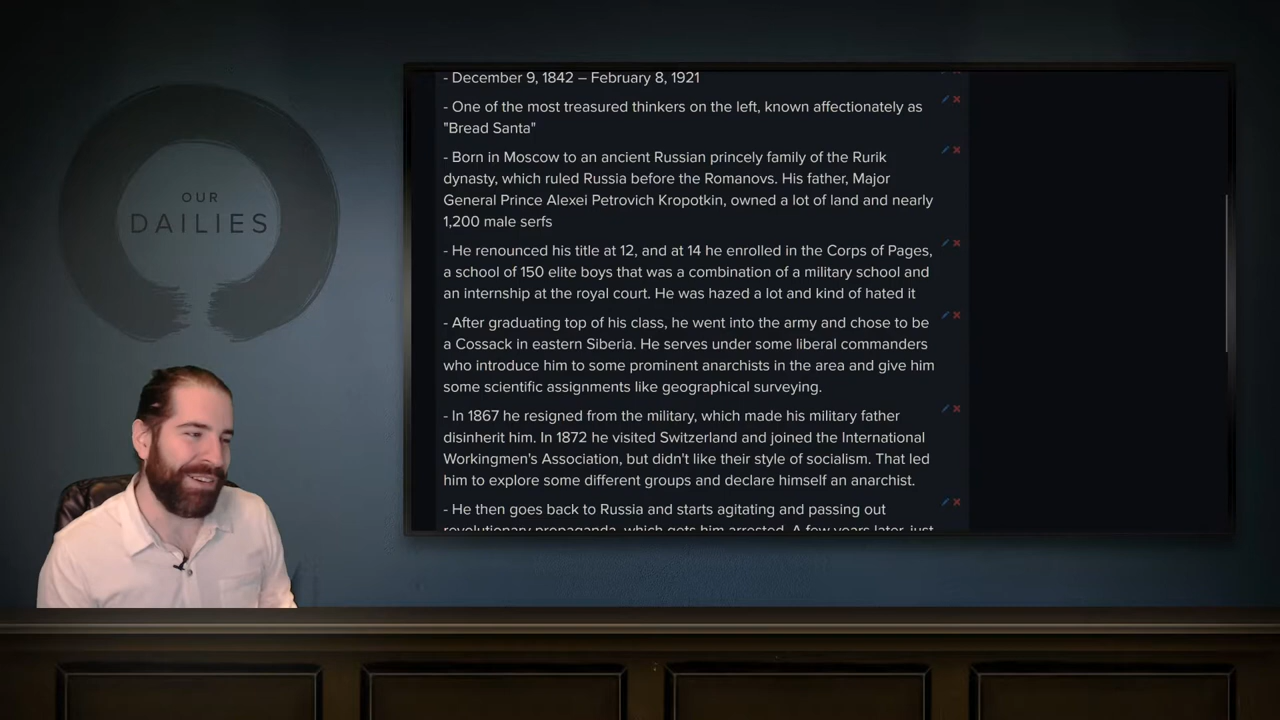 OUR
DAILIES
- December 9, 1842 – February 8, 1921
- One of the most treasured thinkers on the left, known affectionately as
"Bread Santa"
- Born in Moscow to an ancient Russian princely family of the Rurik
dynasty, which ruled Russia before the Romanovs. His father, Major
General Prince Alexei Petrovich Kropotkin, owned a lot of land and nearly
1,200 male serfs
- He renounced his title at 12, and at 14 he enrolled in the Corps of Pages,
a school of 150 elite boys that was a combination of a military school and
an internship at the royal court. He was hazed a lot and kind of hated it
- After graduating top of his class, he went into the army and chose to be
a Cossack in eastern Siberia. He serves under some liberal commanders
who introduce him to some prominent anarchists in the area and give him
some scientific assignments like geographical surveying.
- In 1867 he resigned from the military, which made his military father
disinherit him. In 1872 he visited Switzerland and joined the International
Workingmen's Association, but didn't like their style of socialism. That led
him to explore some different groups and declare himself an anarchist.
- He then goes back to Russia and starts agitating and passing out
revolutionary propaganda, which gets him arrested. A few years later, just